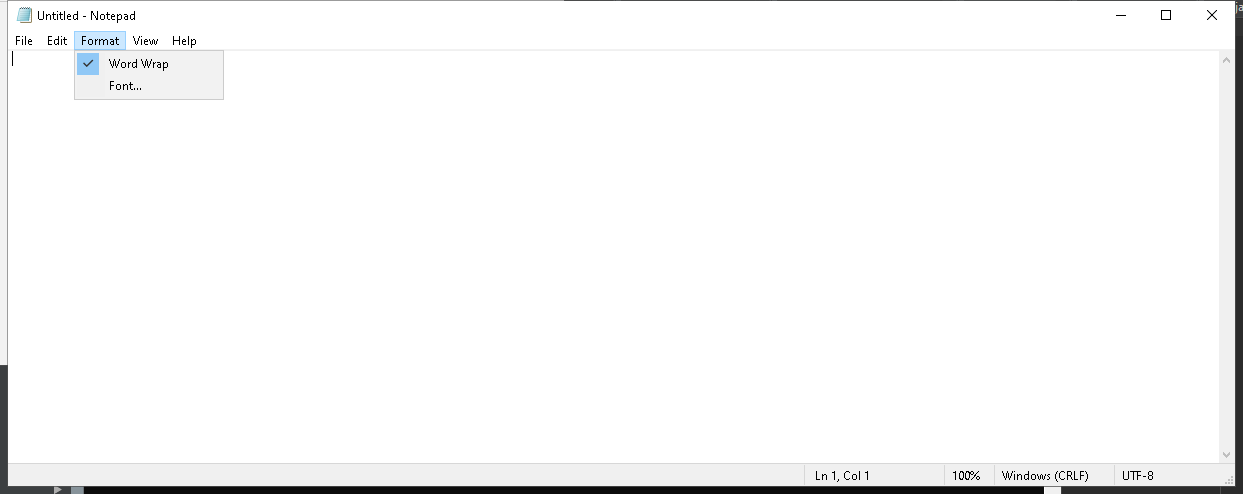 Untitled - Notepad
File Edit Format View Help
Word Wrap
Font...
Ln 1, Col 1 100% Windows (CRLF) UTF-8